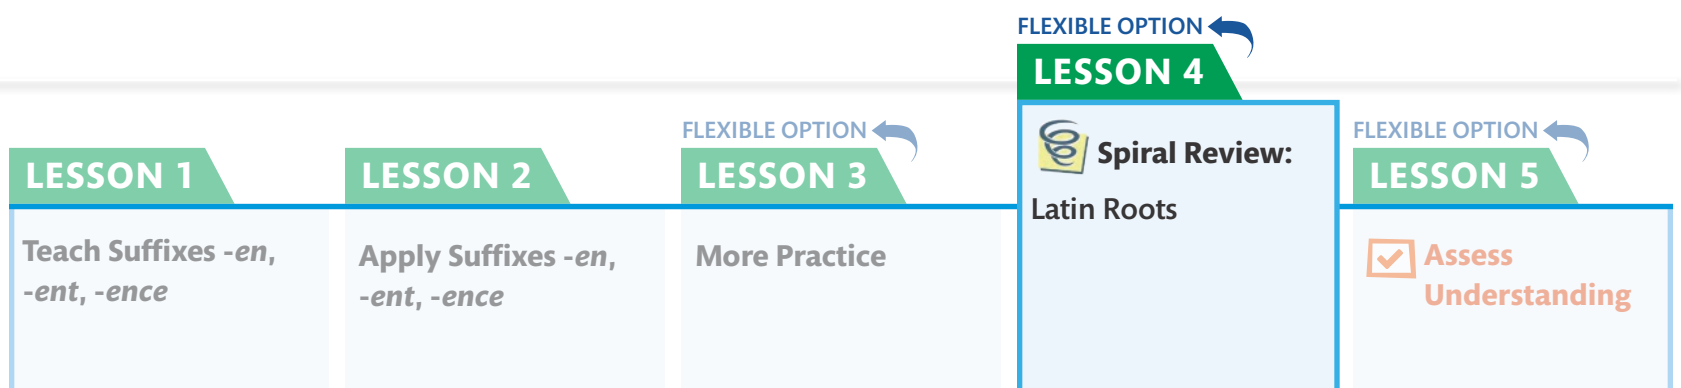 FLEXIBLE OPTION
LESSON 4
Spiral Review:
Latin Roots
LESSON 1
Teach Suffixes -en,
-ent, -ence
LESSON 2
Apply Suffixes -en,
-ent, -ence
FLEXIBLE OPTION
LESSON 3
More Practice
FLEXIBLE OPTION
LESSON 5
Assess
Understanding